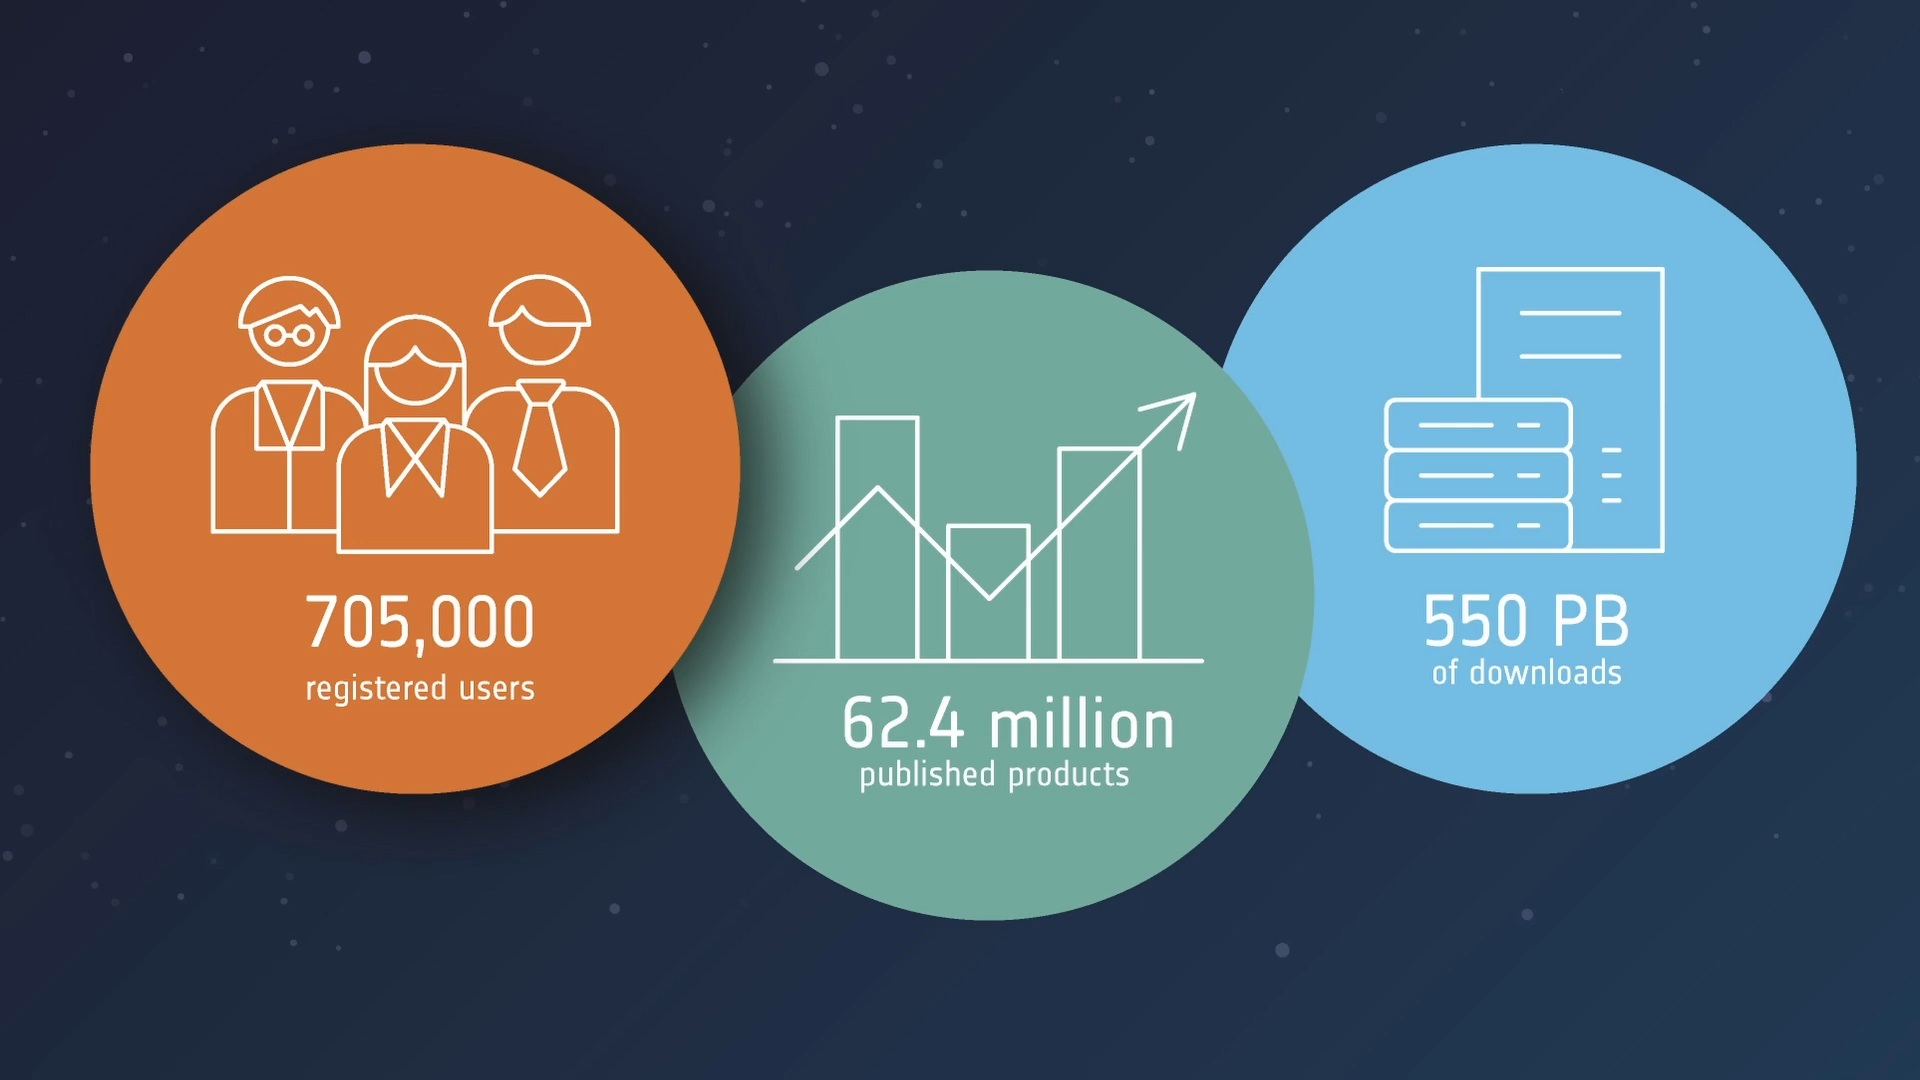 705,000
registered users
62.4 million
published products
550 PB
of downloads